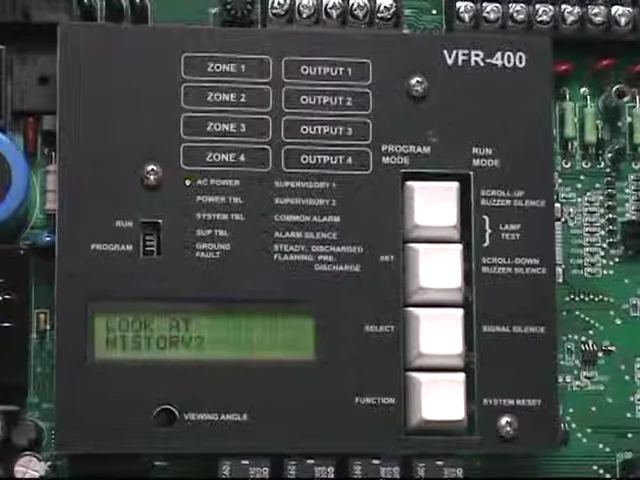 VFR-400
ZONE 1 OUTPUT 1
ZONE 2 OUTPUT 2
ZONE 3 OUTPUT 3
ZONE 4 OUTPUT 4
PROGRAM MODE
RUN MODE
AC POWER
POWER TBL
SYSTEM TBL
SUP TBL
GROUND FAULT
SUPERVISORY 1
SUPERVISORY 2
COMMON ALARM
ALARM SILENCE
STEADY: DISCHARGED
FLASHING: PRE-
DISCHARGE
RUN
PROGRAM
SCROLL-UP
BUZZER SILENCE
LAMP
TEST
SET
SCROLL-DOWN
BUZZER SILENCE
SELECT
SIGNAL SILENCE
FUNCTION
SYSTEM RESET
LOOK AT
HISTORY?
VIEWING ANGLE